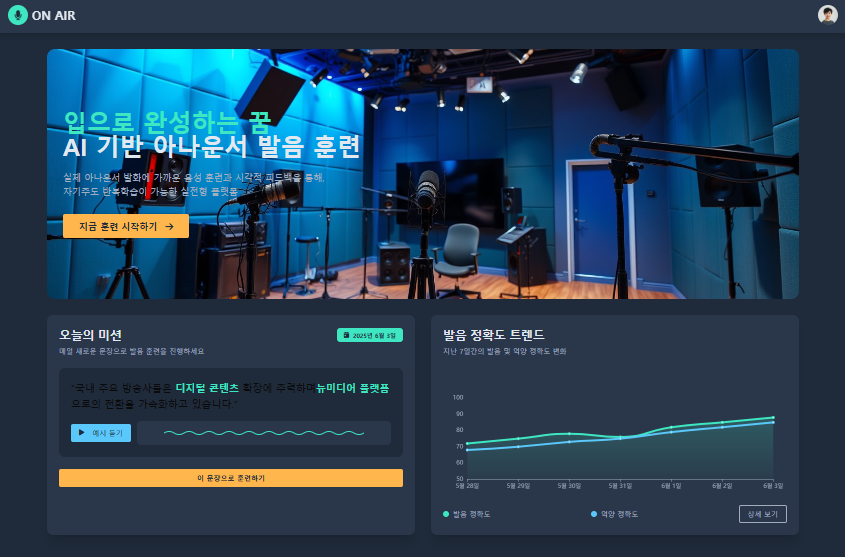 ON AIR
입으로 완성하는 꿈
AI 기반 아나운서 발음 훈련
실제 아나운서 발화에 가까운 음성 훈련과 시각적 피드백을 통해,
자기주도 반복학습이 가능한 실전형 플랫폼
지금 훈련 시작하기 →
오늘의 미션
2025년 6월 3일
매일 새로운 문장으로 발음 훈련을 진행하세요
"국내 주요 방송사들은 디지털 콘텐츠 확장에 주력하며뉴미디어 플랫폼
으로의 전환을 가속화하고 있습니다."
예시 듣기
이 문장으로 훈련하기
발음 정확도 트렌드
지난 7일간의 발음 및 억양 정확도 변화
100
90
80
70
60
50
5월 28일 5월 29일 5월 30일 5월 31일 6월 1일 6월 2일 6월 3일
발음 정확도 억양 정확도 상세 보기